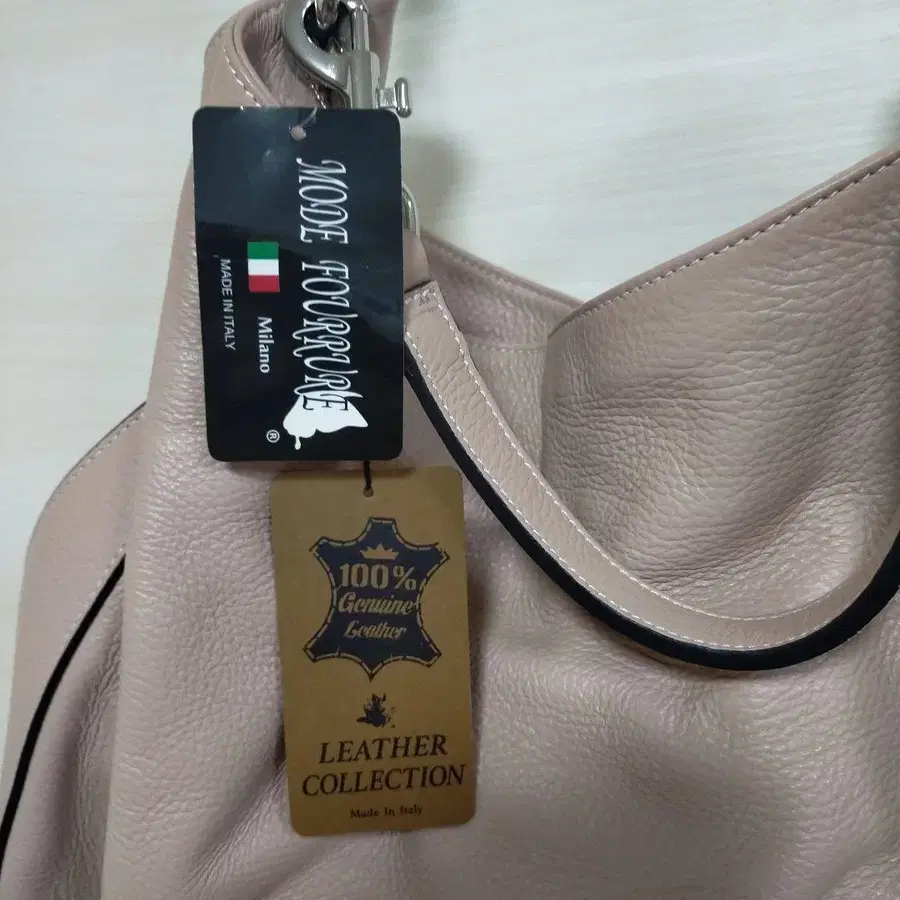 MODE FOURRURE
®
Milano
MADE IN ITALY
100%
Genuine
Leather
LEATHER
COLLECTION
Made In Italy